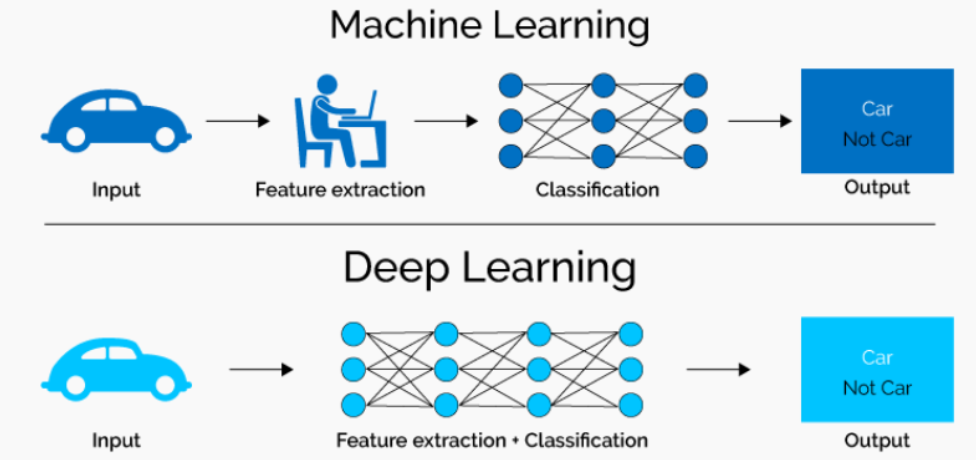 Machine Learning
Car
Not Car
Input
Feature extraction
Classification
Output
Deep Learning
Car
Not Car
Input
Feature extraction + Classification
Output